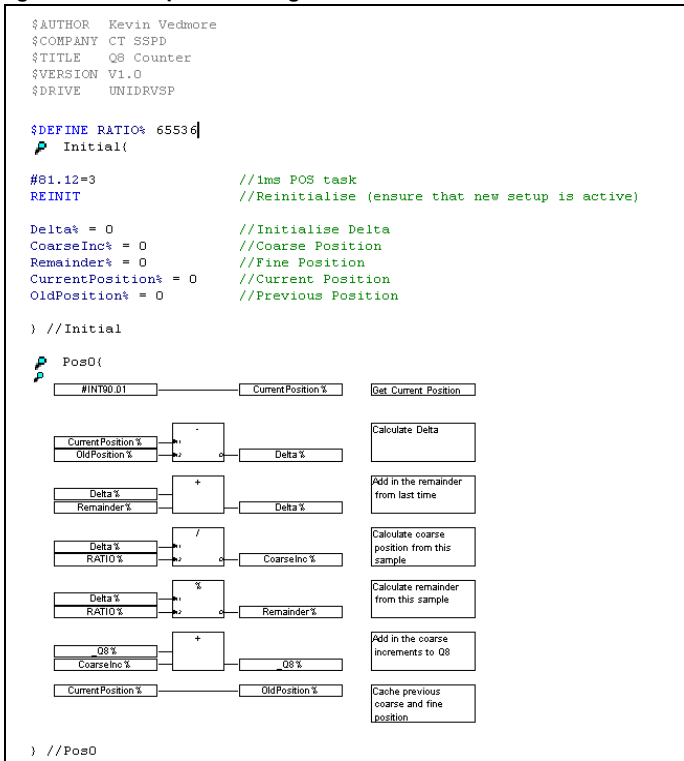 $AUTHOR Kevin Vedmore
$COMPANY CT SSPD
$TITLE Q8 Counter
$VERSION V1.0
$DRIVE UNIDRVSP
$DEFINE RATIO% 65536
Initial{
#81.12=3 //1ms POS task
REINIT //Reinitialise (ensure that new setup is active)
Delta% = 0 //Initialise Delta
CoarseInc% = 0 //Coarse Position
Remainder% = 0 //Fine Position
CurrentPosition% = 0 //Current Position
OldPosition% = 0 //Previous Position
} //Initial
Pos0{
#INT90.01 CurrentPosition% Get Current Position
-
CurrentPosition%
OldPosition% Delta%
Calculate Delta
+
Delta%
Remainder% Delta%
Add in the remainder
from last time
/
Delta%
RATIO% CoarseInc%
Calculate coarse
position from this
sample
%
Delta%
RATIO% Remainder%
Calculate remainder
from this sample
+
_Q8%
CoarseInc% _Q8%
Add in the coarse
increments to Q8
CurrentPosition% OldPosition%
Cache previous
coarse and fine
position
} //Pos0